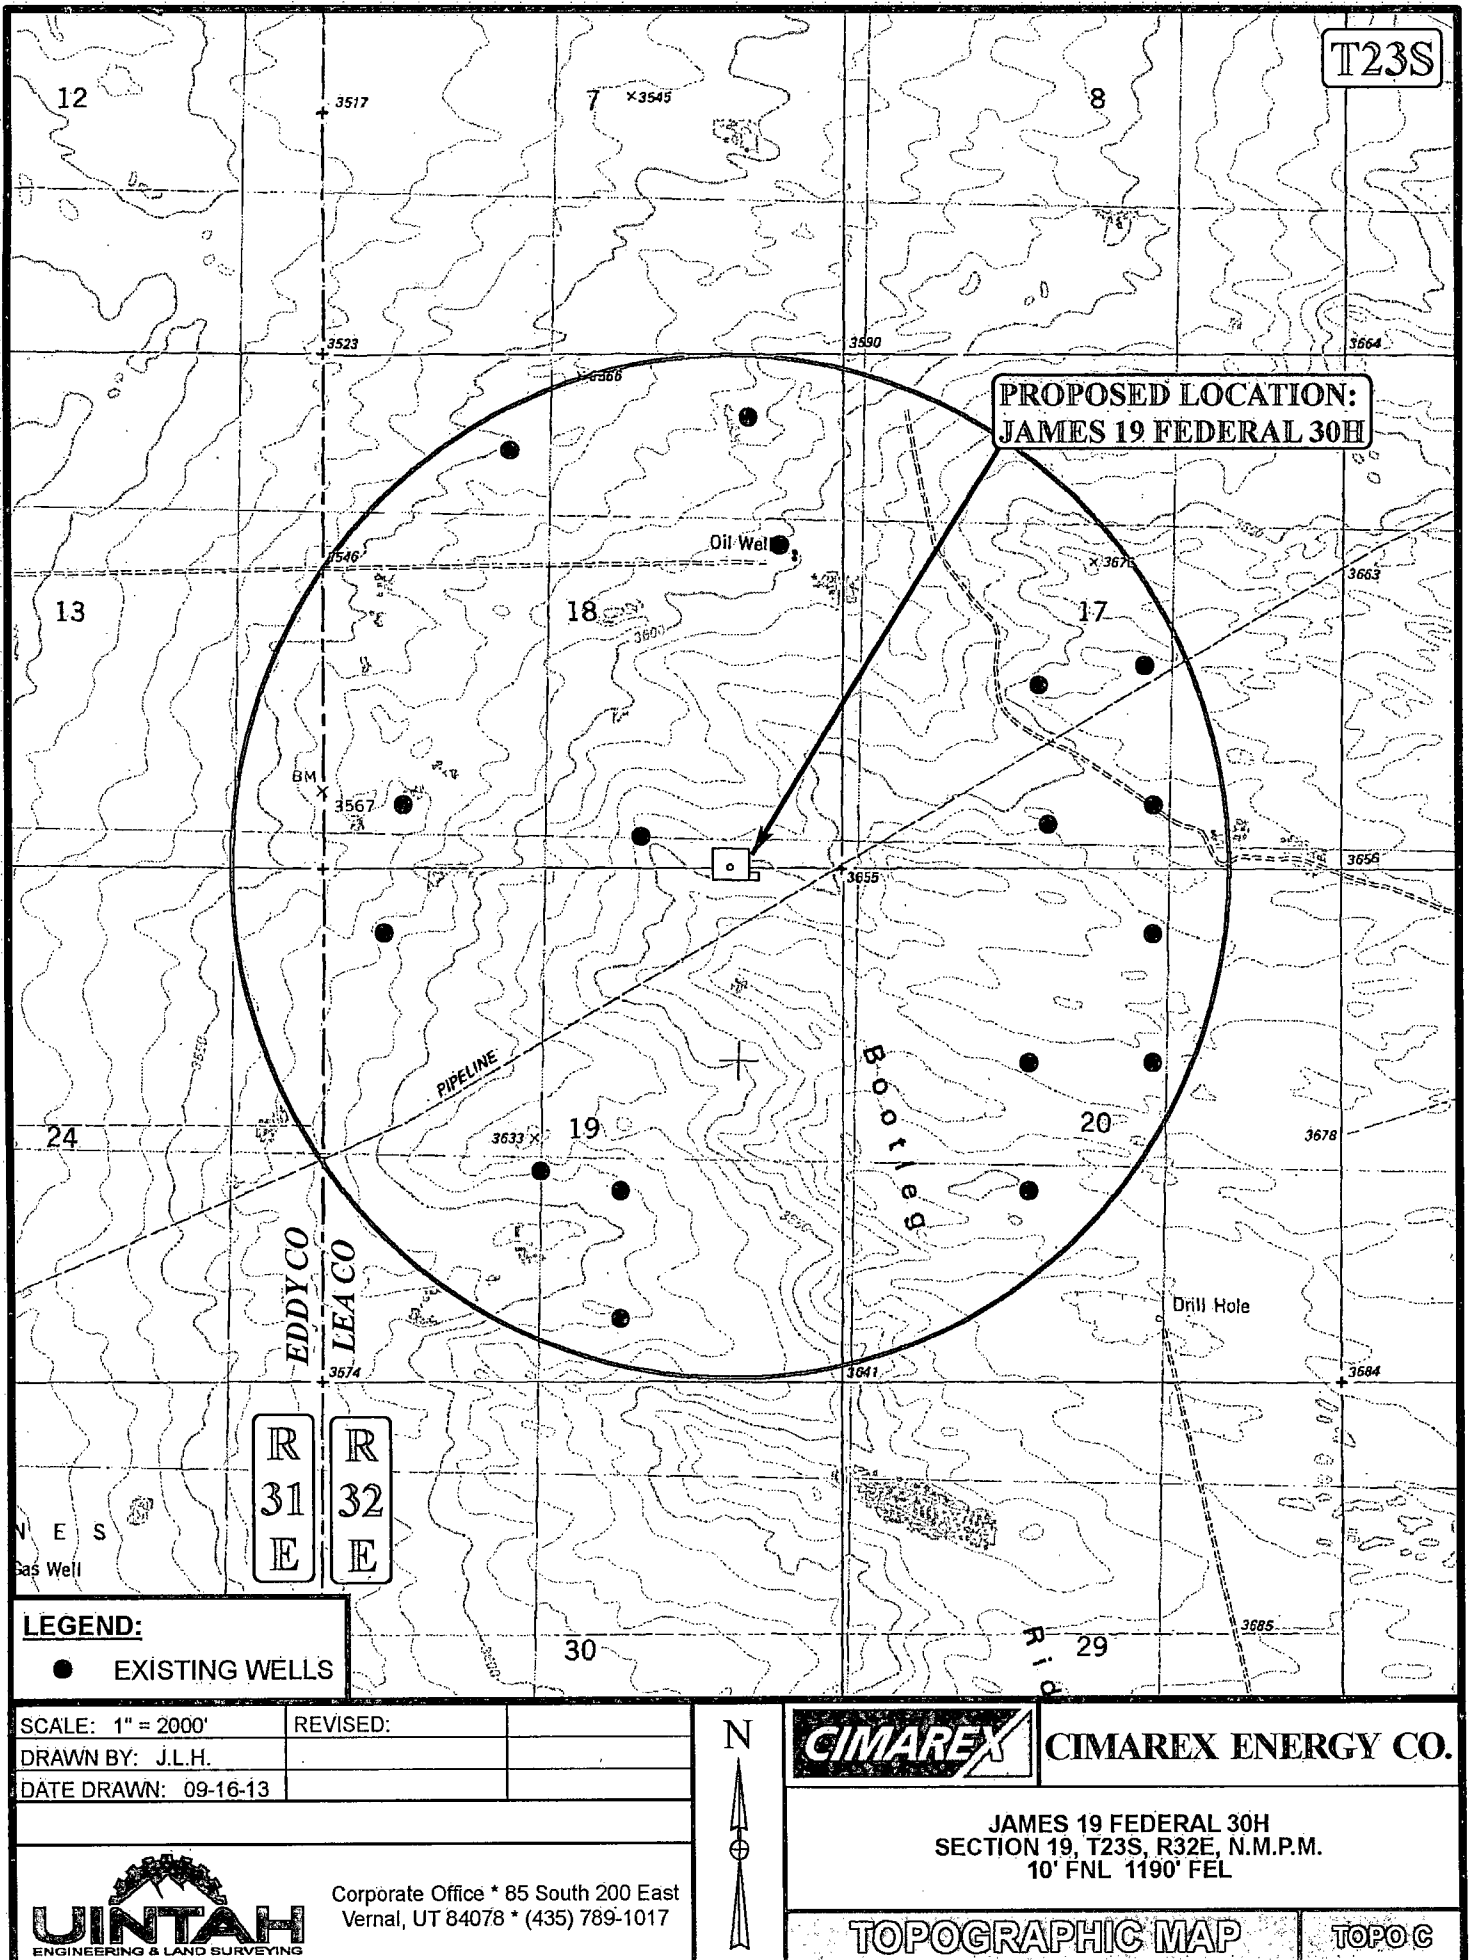 T23S
12
3517
7
3545
8
3523
3590
3664
3566
PROPOSED LOCATION:
JAMES 19 FEDERAL 30H
Oil Well
3546
3663
13
18
17
3600
BM
3567
3655
3656
3550
PIPELINE
Bootleg
24
3633
19
20
3678
EDDY CO
LEA CO
Drill Hole
3574
3641
3684
R
31
E
R
32
E
N E S
Gas Well
LEGEND:
EXISTING WELLS
30
Rid
3685
29
SCALE: 1" = 2000'
REVISED:
DRAWN BY: J.L.H.
DATE DRAWN: 09-16-13
N
CIMAREX
CIMAREX ENERGY CO.
JAMES 19 FEDERAL 30H
SECTION 19, T23S, R32E, N.M.P.M.
10' FNL 1190' FEL
UINTAH
ENGINEERING & LAND SURVEYING
Corporate Office * 85 South 200 East
Vernal, UT 84078 * (435) 789-1017
TOPOGRAPHIC MAP
TOPO C